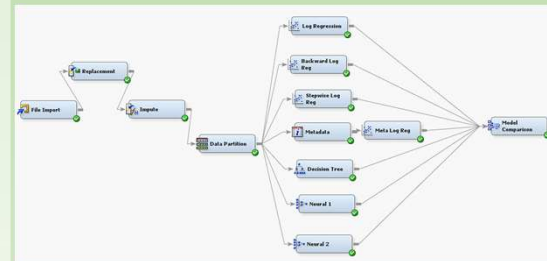 File Import
Replacement
Impute
Data Partition
Log Regression
Backward Log
Reg
Stepwise Log
Reg
Metadata
Meta Log Reg
Decision Tree
Neural 1
Neural 2
Model
Comparison